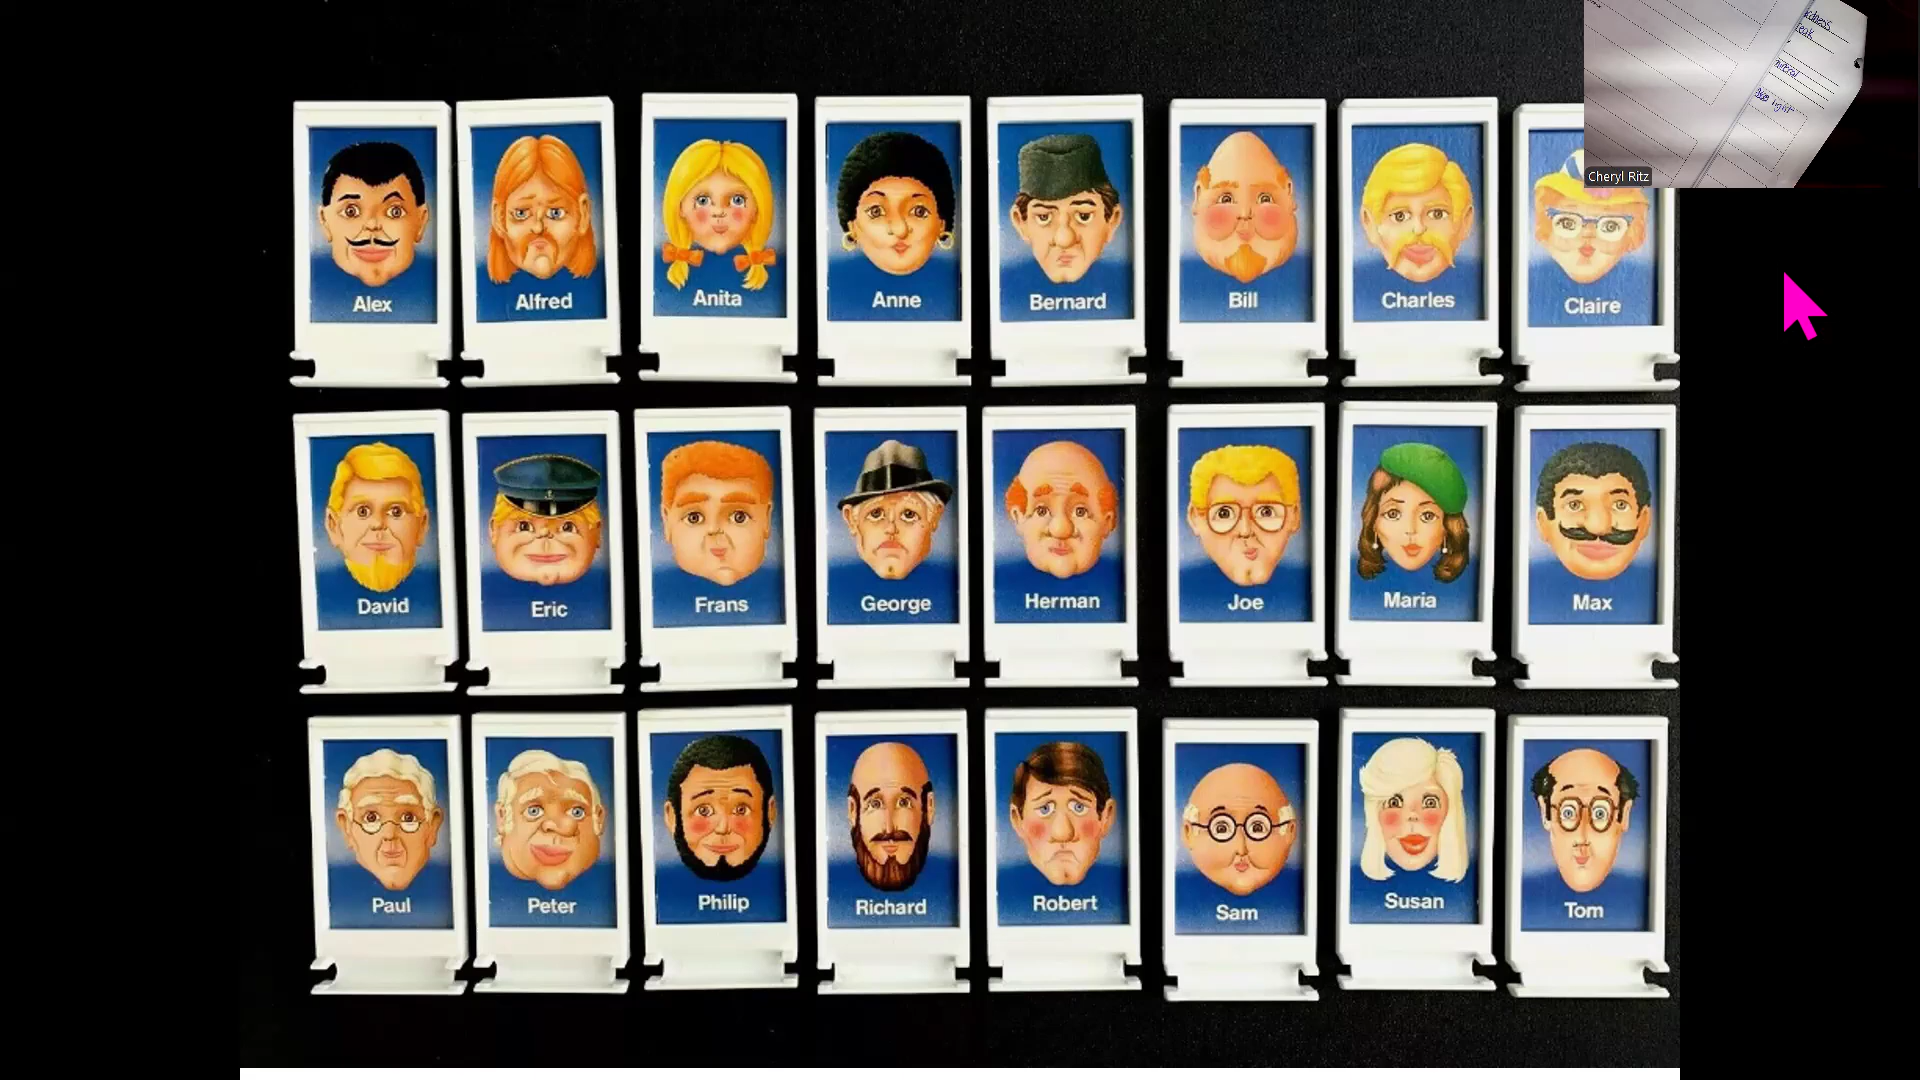 Alex
Alfred
Anita
Anne
Bernard
Bill
Charles
Claire
David
Eric
Frans
George
Herman
Joe
Maria
Max
Paul
Peter
Philip
Richard
Robert
Sam
Susan
Tom
Cheryl Ritz
light